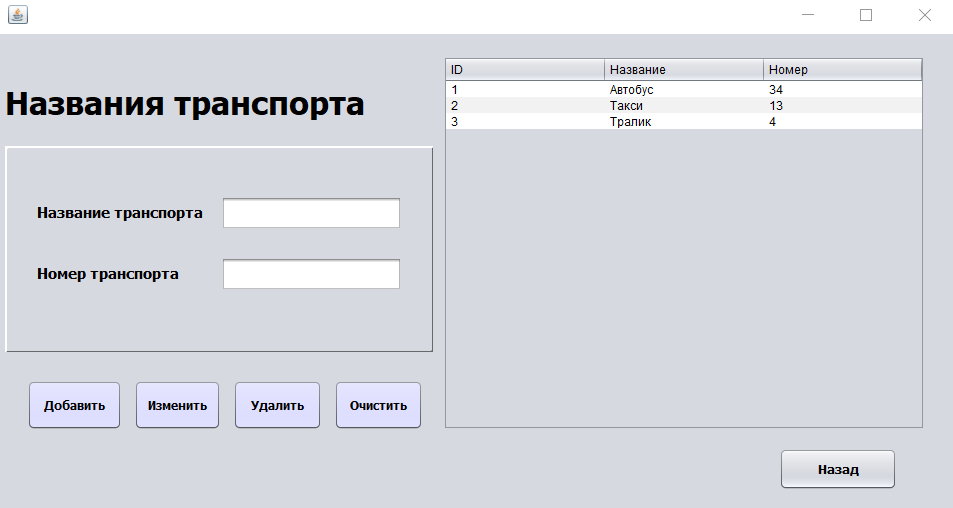 Названия транспорта
Название транспорта
Номер транспорта
Добавить Изменить Удалить Очистить
ID Название Номер
1 Автобус 34
2 Такси 13
3 Тралик 4
Назад